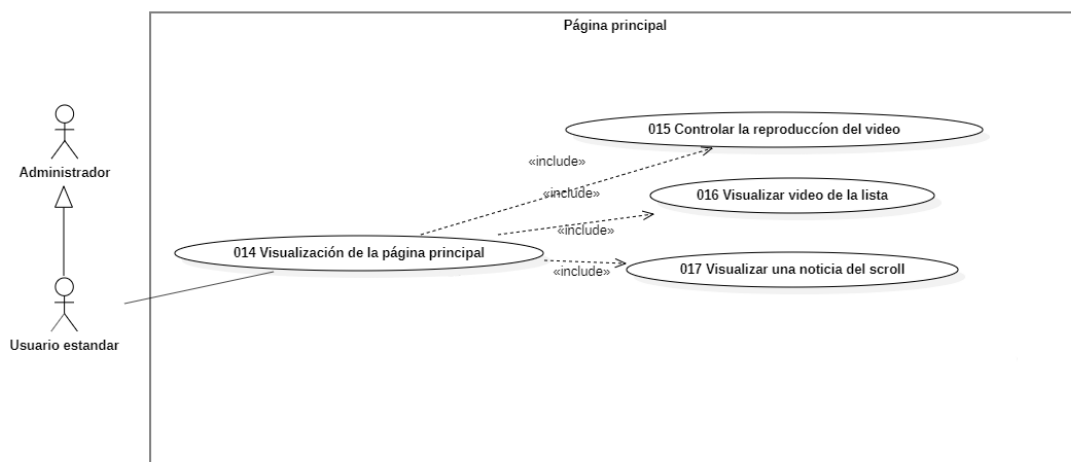 Página principal
015 Controlar la reproduccíon del video
Administrador
«include»
«include»
016 Visualizar video de la lista
«include»
014 Visualización de la página principal
«include»
017 Visualizar una noticia del scroll
Usuario estandar